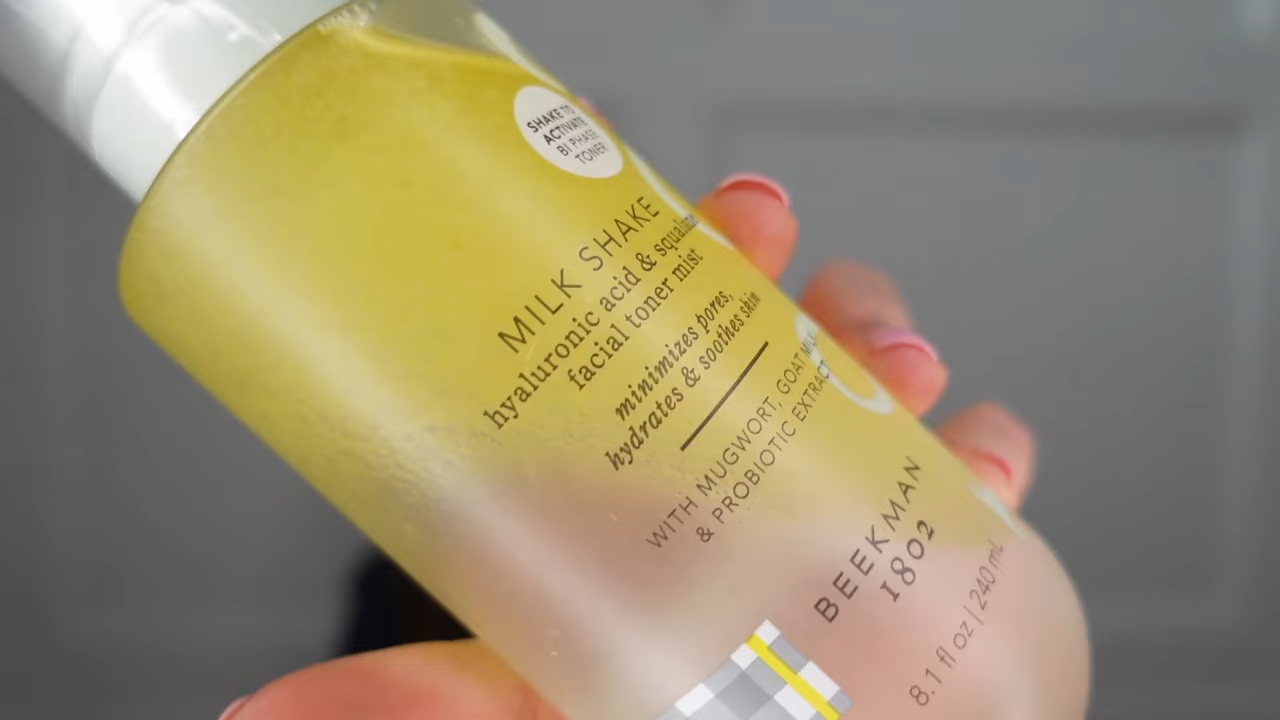 SHAKE TO
ACTIVATE
BI PHASE
TONER
MILK SHAKE
hyaluronic acid & squalane
facial toner mist
minimizes pores,
hydrates & soothes skin
WITH MUGWORT, GOAT MILK
& PROBIOTIC EXTRACT
BEEKMAN
1802
8.1 fl oz | 240 mL